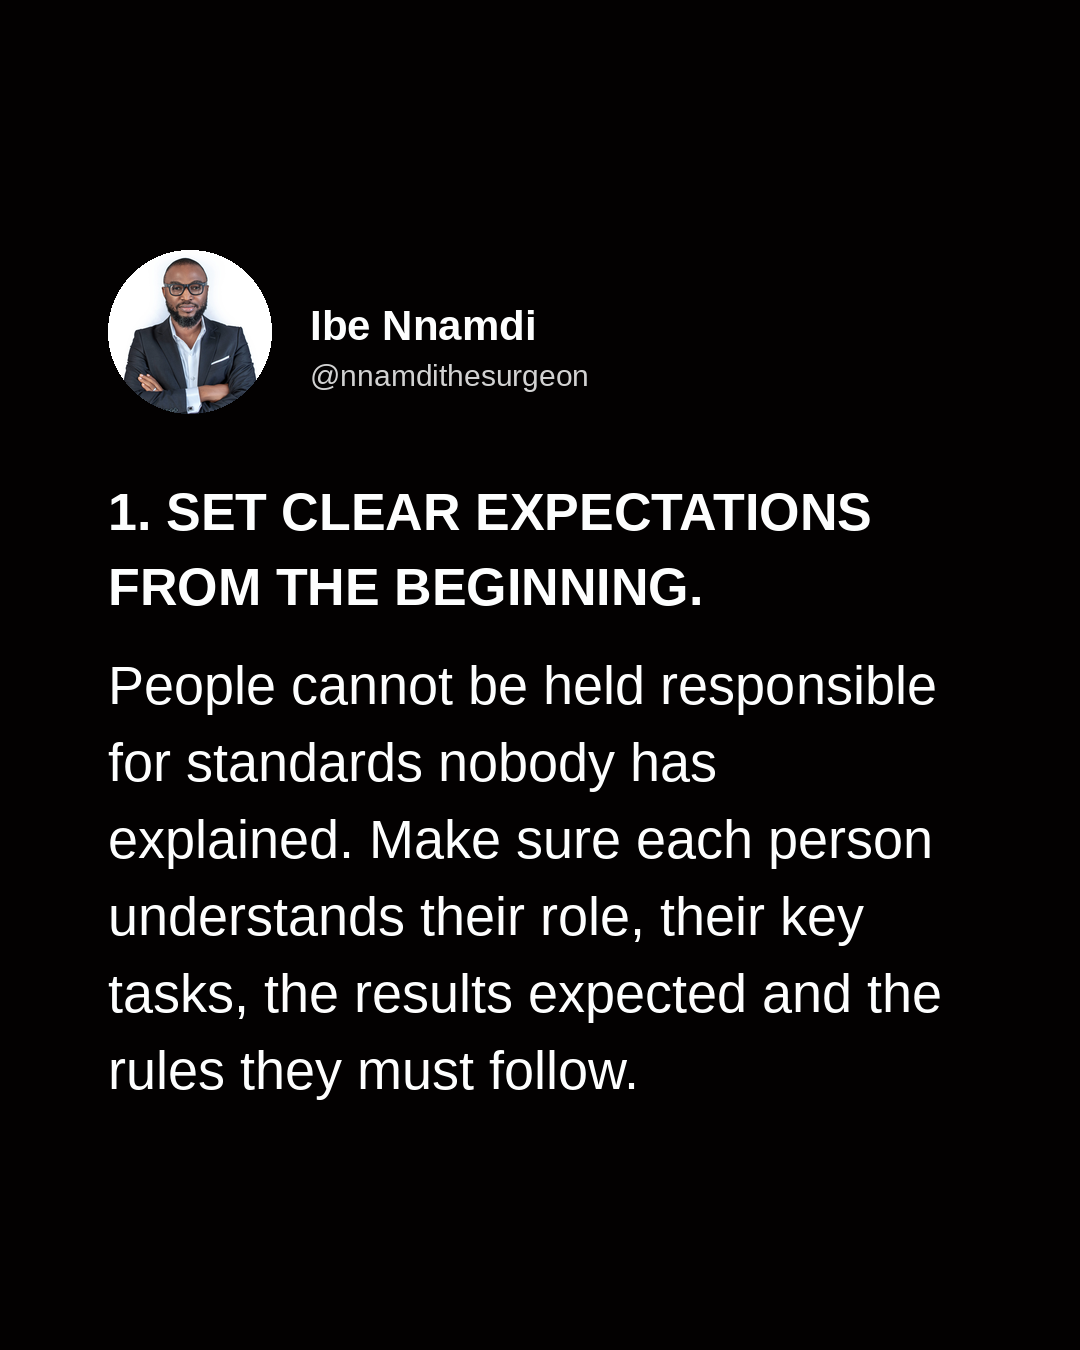 Ibe Nnamdi
@nnamdithesurgeon
1. SET CLEAR EXPECTATIONS
FROM THE BEGINNING.
People cannot be held responsible
for standards nobody has
explained. Make sure each person
understands their role, their key
tasks, the results expected and the
rules they must follow.